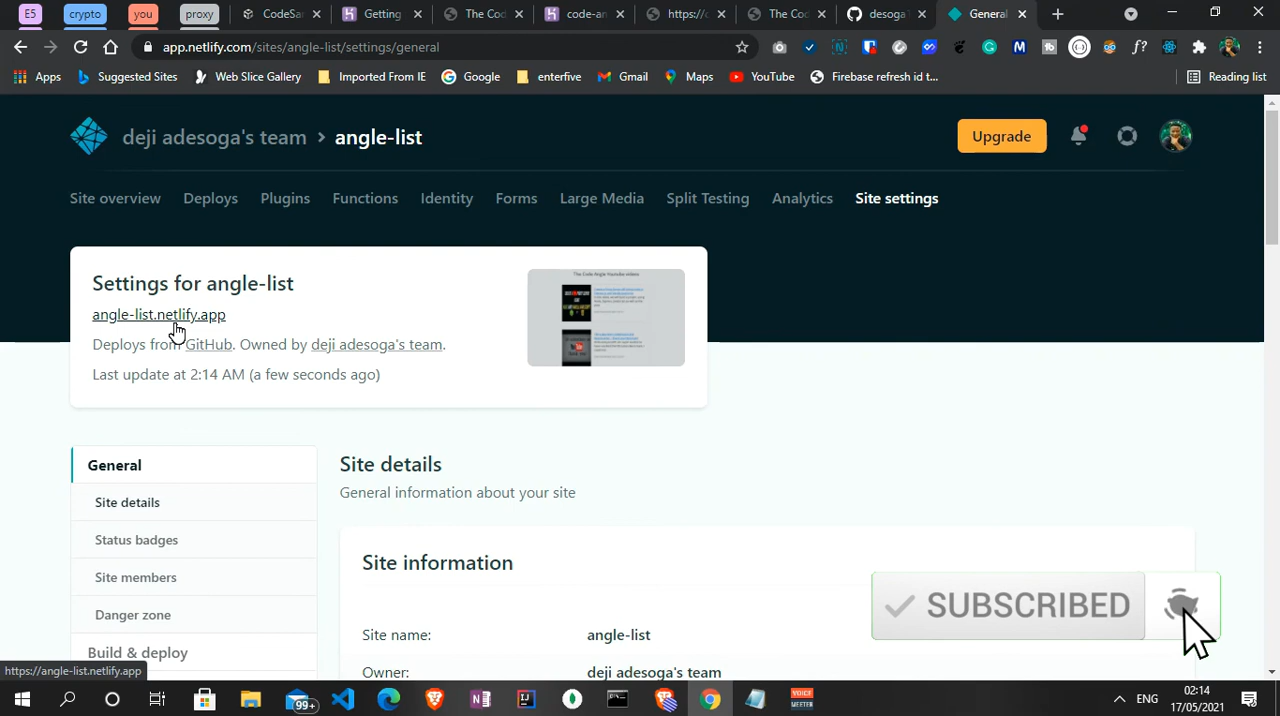 E5
crypto
you
proxy
CodeSa
Getting
The Co
code-an
https://c
desoga
General
app.netlify.com/sites/angle-list/settings/general
Apps
Suggested Sites
Web Slice Gallery
Imported From IE
Google
enterfive
Gmail
Maps
YouTube
Firebase refresh id t...
Reading list
deji adesoga's team > angle-list
Upgrade
Site overview
Deploys
Plugins
Functions
Identity
Forms
Large Media
Split Testing
Analytics
Site settings
Settings for angle-list
angle-list.netlify.app
Deploys from GitHub. Owned by deji adesoga's team.
Last update at 2:14 AM (a few seconds ago)
The Code Angle Youtube videos
General
Site details
Status badges
Site members
Danger zone
Build & deploy
Site details
General information about your site
Site information
Site name: angle-list
Owner: deji adesoga's team
SUBSCRIBED
https://angle-list.netlify.app
99+
VOICE
MEETER
ENG
02:14
17/05/2021